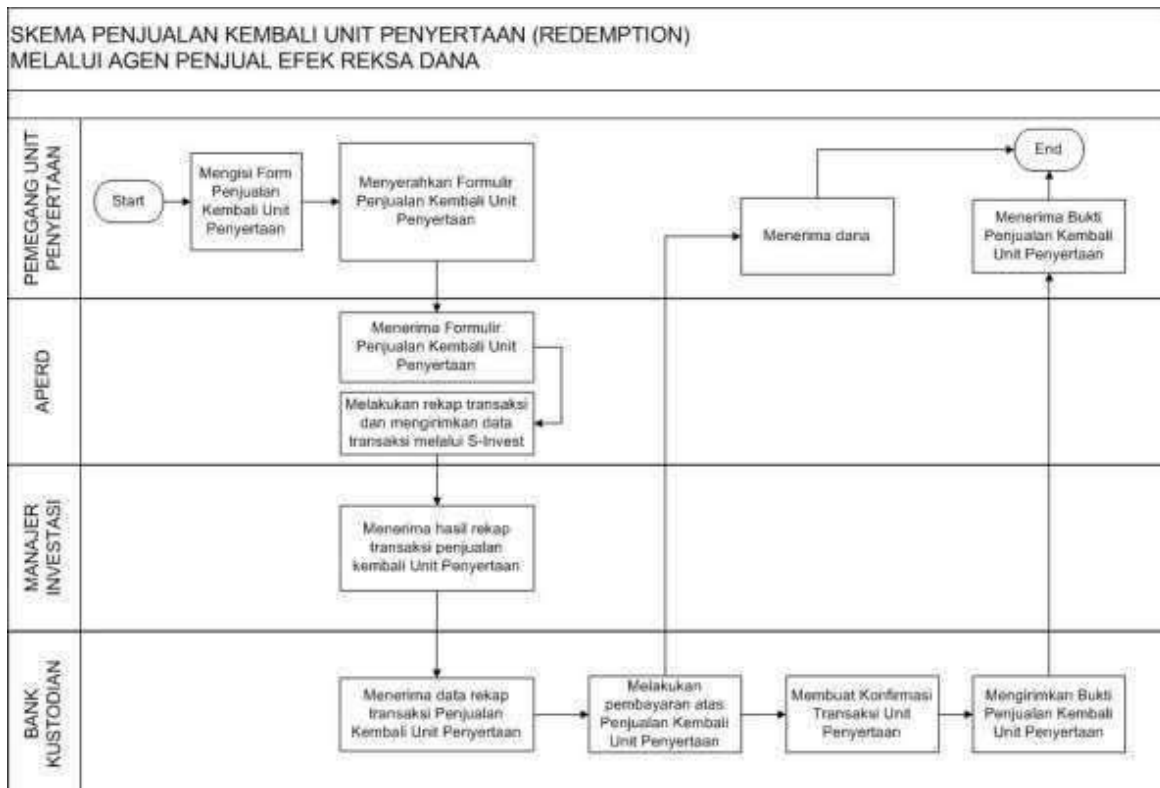 SKEMA PENJUALAN KEMBALI UNIT PENYERTAAN (REDEMPTION)
MELALUI AGEN PENJUAL EFEK REKSA DANA
PEMEGANG UNIT
PENYERTAAN
Start
Mengisi Form
Penjualan
Kembali Unit
Penyertaan
Menyerahkan Formulir
Penjualan Kembali Unit
Penyertaan
Menerima dana
End
Menerima Bukti
Penjualan Kembali
Unit Penyertaan
APERD
Menerima Formulir
Penjualan Kembali Unit
Penyertaan
Melakukan rekap transaksi
dan mengirimkan data
transaksi melalui S-Invest
MANAJER
INVESTASI
Menerima hasil rekap
transaksi penjualan
kembali Unit Penyertaan
BANK
KUSTODIAN
Menerima data rekap
transaksi Penjualan
Kembali Unit Penyertaan
Melakukan
pembayaran atas
Penjualan Kembali
Unit Penyertaan
Membuat Konfirmasi
Transaksi Unit
Penyertaan
Mengirimkan Bukti
Penjualan Kembali
Unit Penyertaan